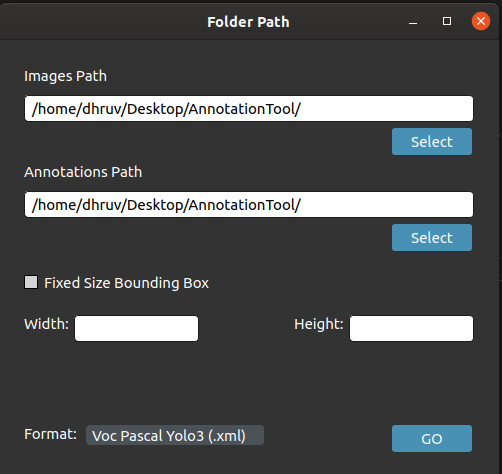 Folder Path
Images Path
/home/dhruv/Desktop/AnnotationTool/
Select
Annotations Path
/home/dhruv/Desktop/AnnotationTool/
Select
Fixed Size Bounding Box
Width: Height:
Format: Voc Pascal Yolo3 (.xml) GO